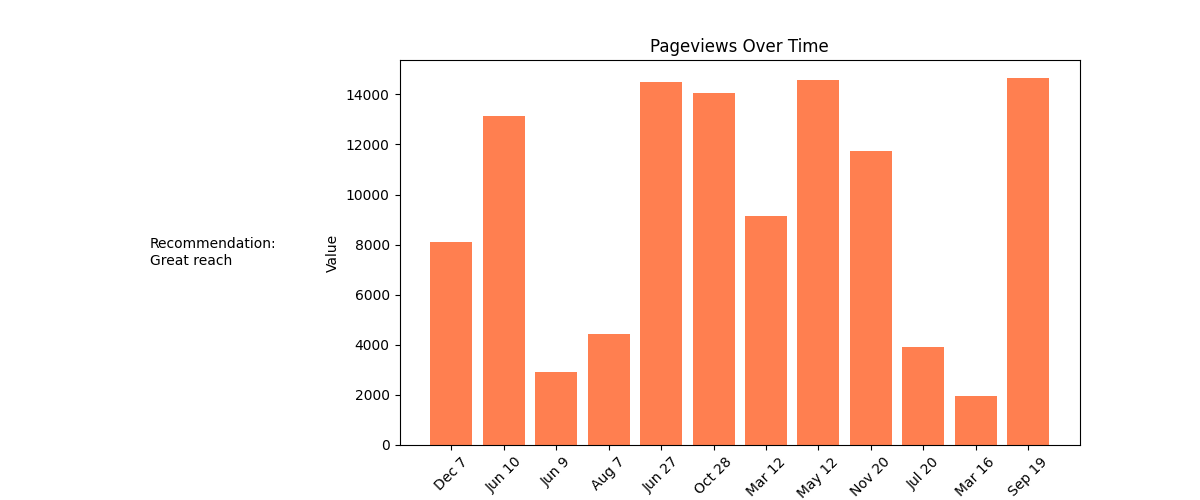 Pageviews Over Time
Recommendation:
Great reach
Value
14000
12000
10000
8000
6000
4000
2000
0
Dec 7
Jun 10
Jun 9
Aug 7
Jun 27
Oct 28
Mar 12
May 12
Nov 20
Jul 20
Mar 16
Sep 19